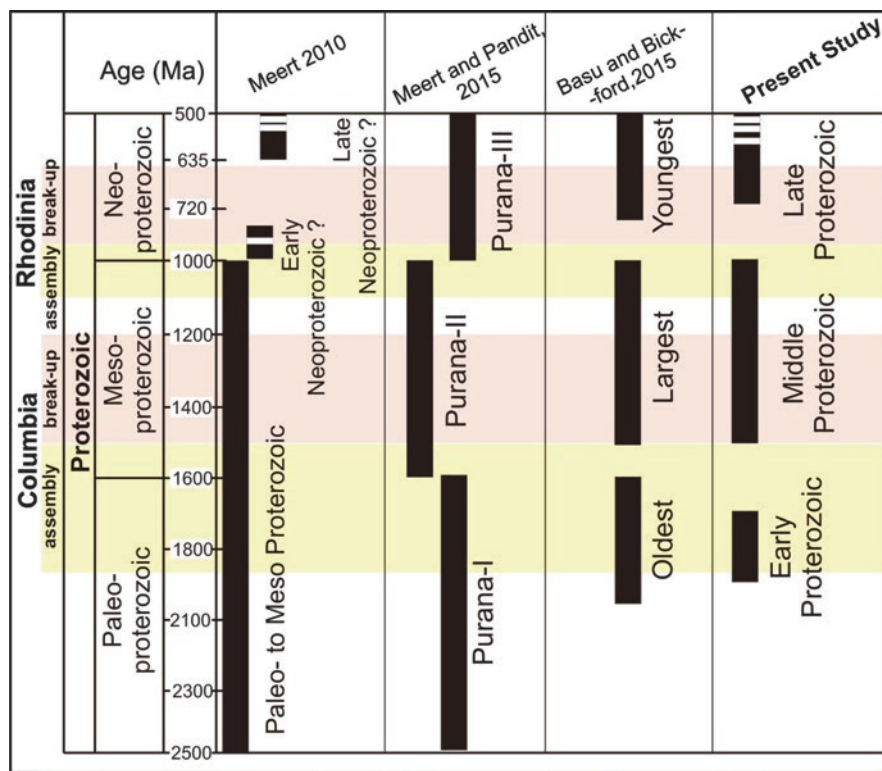 Age (Ma)
Meert 2010
Meert and Pandit,
2015
Basu and Bick-
-ford,2015
Present Study
Rhodinia
break-up
assembly
Columbia
break-up
assembly
Proterozoic
Neo-
proterozoic
Meso-
proterozoic
Paleo-
proterozoic
500
635
720
1000
1200
1400
1600
1800
2100
2300
2500
Late
Neoproterozoic ?
Early
Neoproterozoic ?
Paleo- to Meso Proterozoic
Purana-III
Purana-II
Purana-I
Youngest
Largest
Oldest
Late
Proterozoic
Middle
Proterozoic
Early
Proterozoic